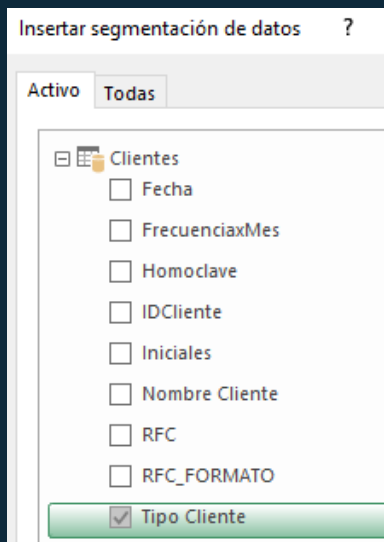 Insertar segmentación de datos ?
Activo Todas
Clientes
Fecha
FrecuenciaxMes
Homoclave
IDCliente
Iniciales
Nombre Cliente
RFC
RFC_FORMATO
Tipo Cliente